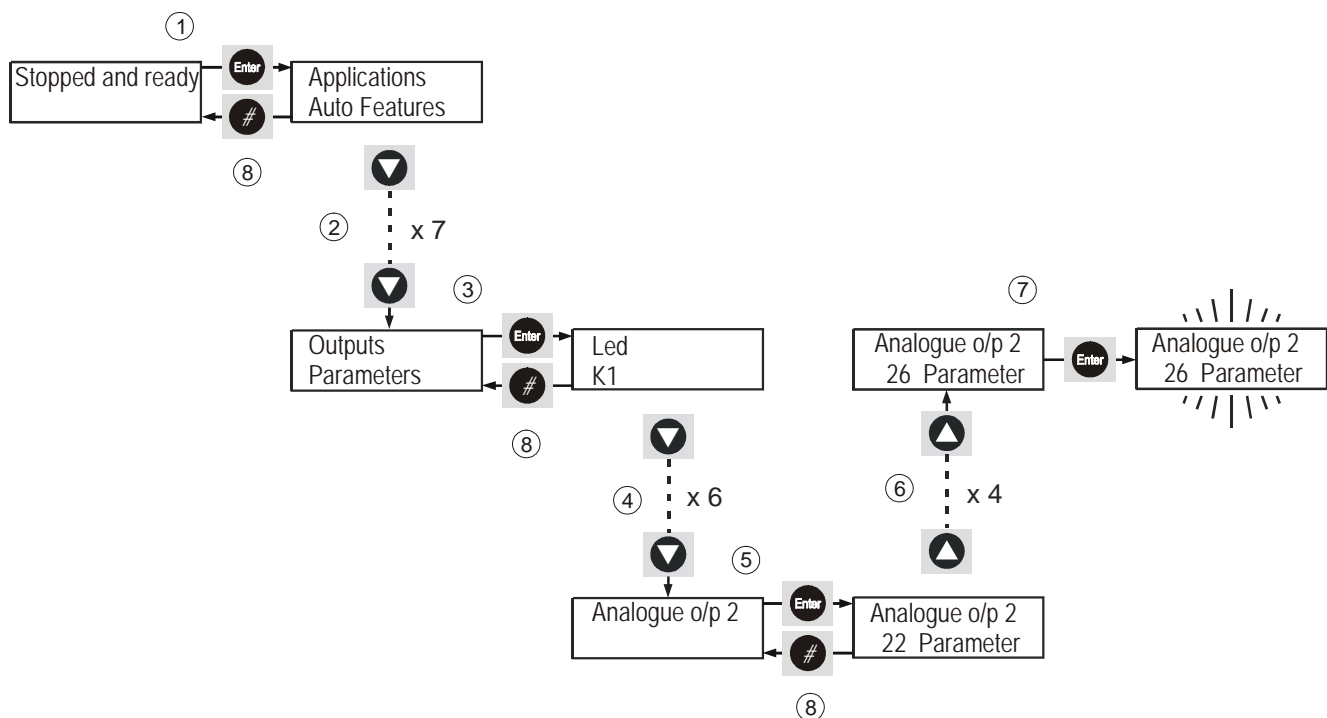 ①
Stopped and ready
Enter
Applications
Auto Features
#
⑧
②
x 7
③
Outputs
Parameters
Enter
Led
K1
#
⑧
④
x 6
⑤
Analogue o/p 2
Enter
Analogue o/p 2
22 Parameter
#
⑧
⑥
x 4
⑦
Analogue o/p 2
26 Parameter
Enter
Analogue o/p 2
26 Parameter